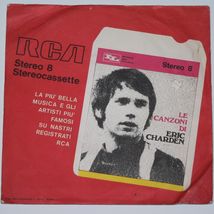 RCA
Stereo 8
Stereocassette
LA PIU' BELLA
MUSICA E GLI
ARTISTI PIU'
FAMOSI
SU NASTRI
REGISTRATI
RCA
Stereo 8
LE
CANZONI
DI
ERIC
CHARDEN